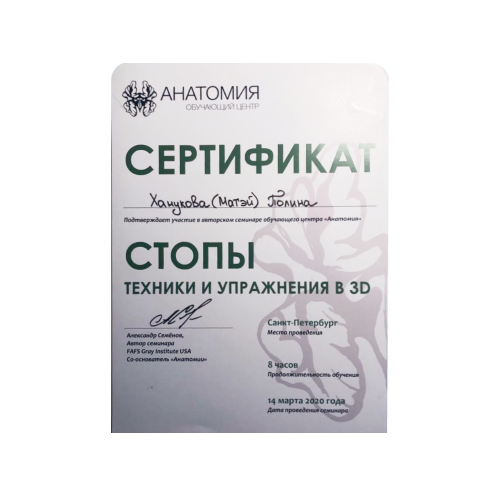 АНАТОМИЯ
ОБУЧАЮЩИЙ ЦЕНТР
СЕРТИФИКАТ
Ханукова (Матэй) Полина
Подтверждает участие в авторском семинаре обучающего центра «Анатомия»
СТОПЫ
ТЕХНИКИ И УПРАЖНЕНИЯ В 3D
Александр Семёнов,
Автор семинара
FAFS Gray Institute USA
Со-основатель «Анатомии»
Санкт-Петербург
Место проведения
8 часов
Продолжительность обучения
14 марта 2020 года
Дата проведения семинара